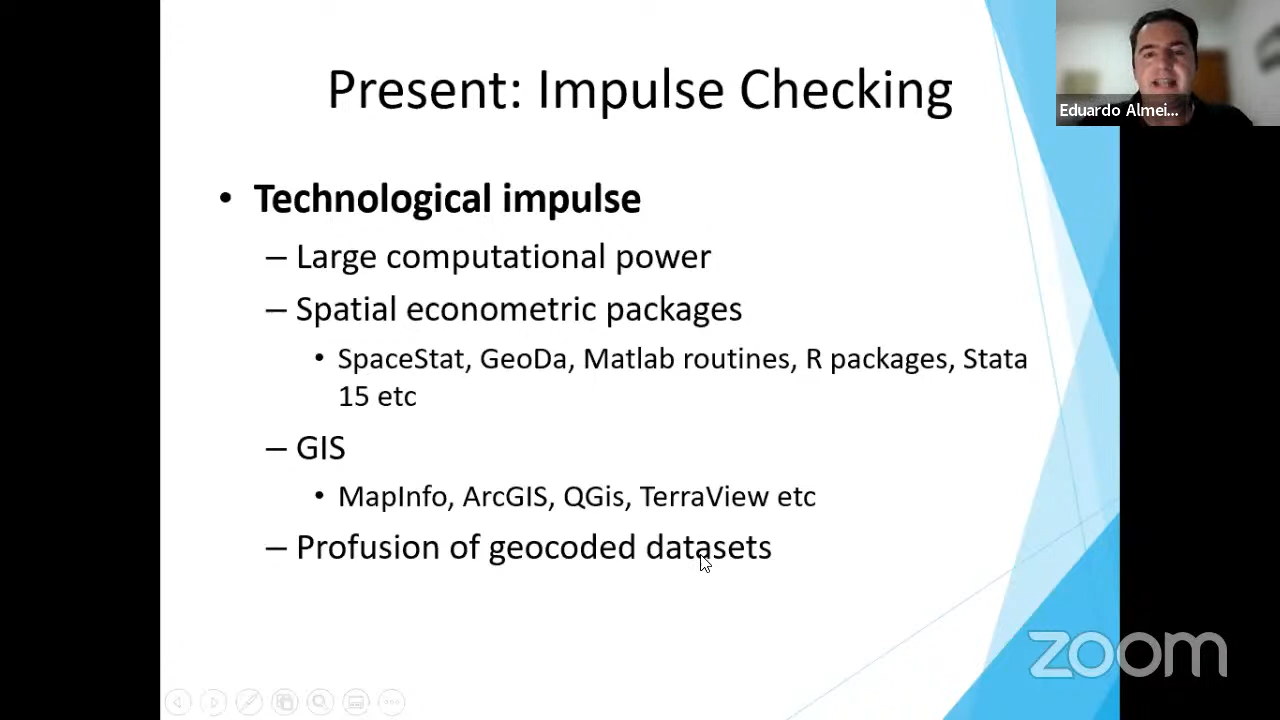 Present: Impulse Checking
Eduardo Almei...
• Technological impulse
– Large computational power
– Spatial econometric packages
• SpaceStat, GeoDa, Matlab routines, R packages, Stata
15 etc
– GIS
• MapInfo, ArcGIS, QGis, TerraView etc
– Profusion of geocoded datasets
zoom